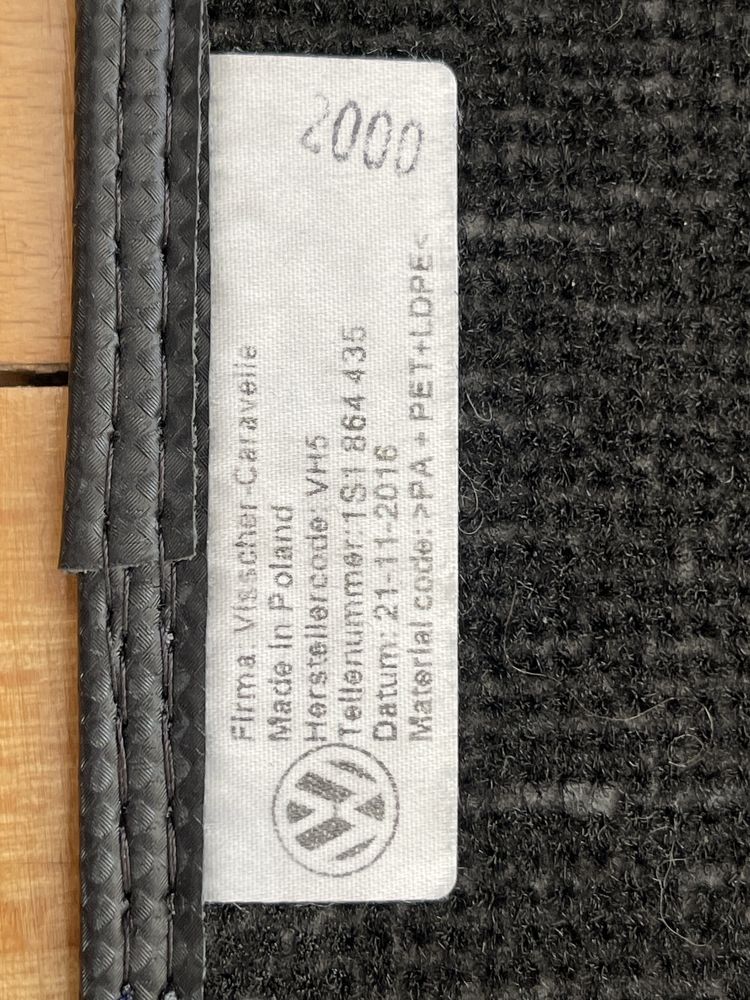 2000
Firma Visscher-Caravelle
Made In Poland
Herstellercode: VH5
Teilenummer:1S1 864 435
Datum: 21-11-2016
Material code: >PA + PET+LDPE<